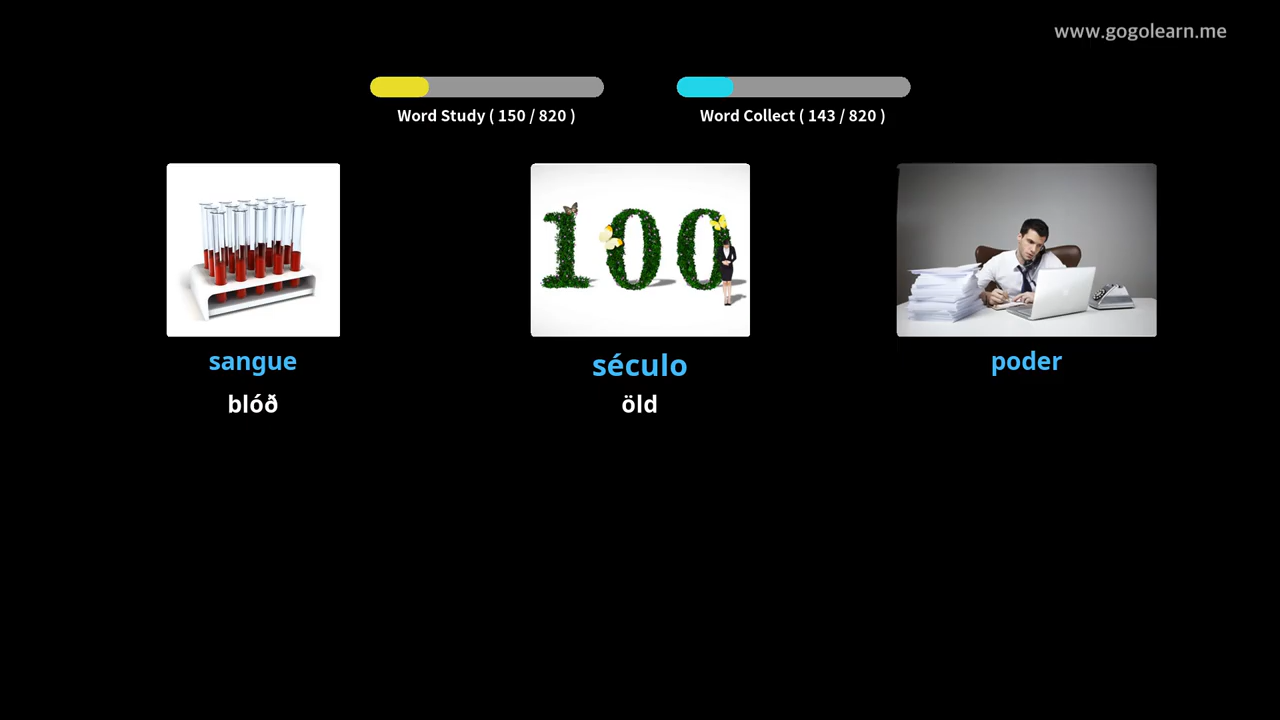 www.gogolearn.me
Word Study ( 150 / 820 )
Word Collect ( 143 / 820 )
100
sangue
século
poder
blóð
öld